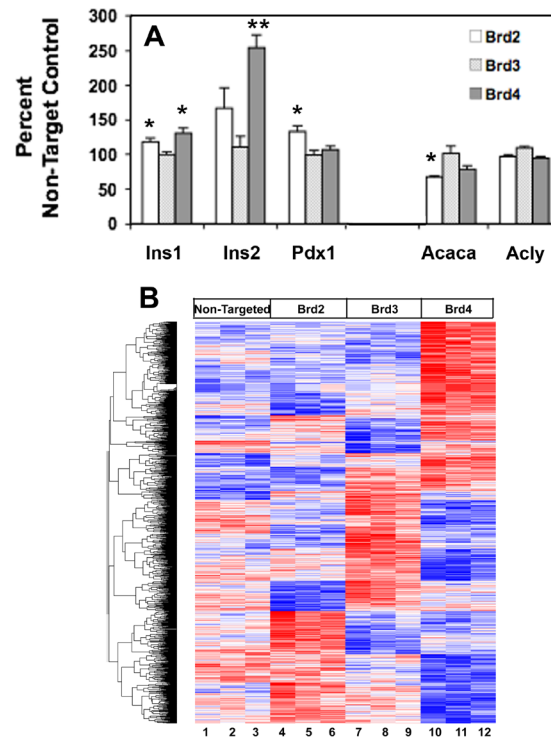 300
250
200
150
100
50
0
Percent
Non-Target Control
A
**
*
*
*
*
Brd2
Brd3
Brd4
Ins1 Ins2 Pdx1 Acaca Acly
B
Non-Targeted Brd2 Brd3 Brd4
1 2 3 4 5 6 7 8 9 10 11 12